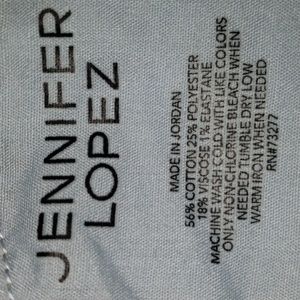 JENNIFER
LOPEZ
MADE IN JORDAN
56% COTTON 25% POLYESTER
18% VISCOSE 1% ELASTANE
MACHINE WASH COLD WITH LIKE COLORS
ONLY NON-CHLORINE BLEACH WHEN
NEEDED TUMBLE DRY LOW
WARM IRON WHEN NEEDED
RN#73277